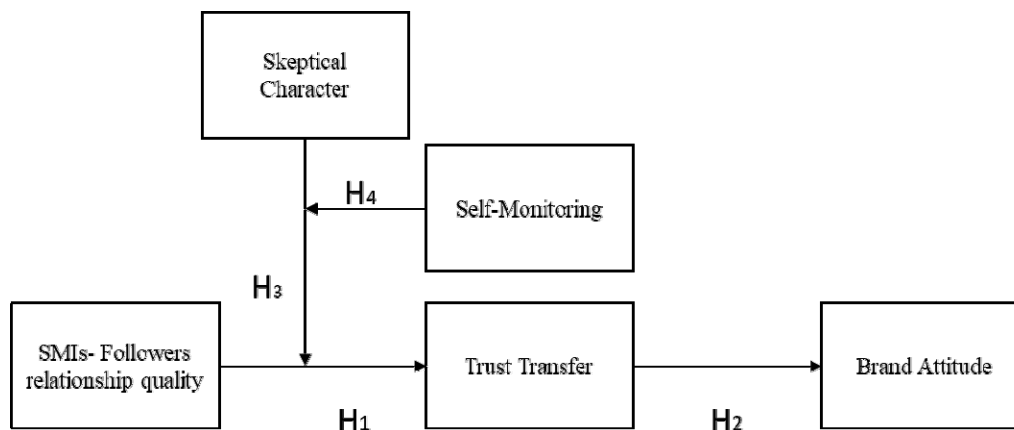 Skeptical
Character
H4
Self-Monitoring
H3
SMIs- Followers
relationship quality
Trust Transfer
Brand Attitude
H1
H2